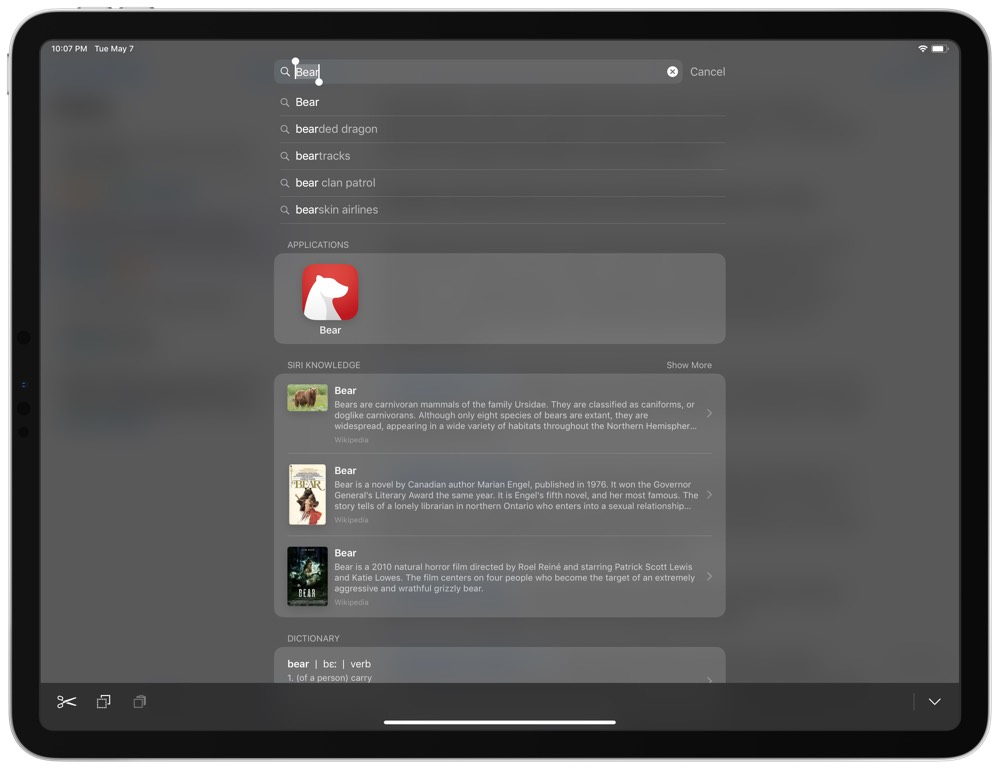 10:07 PM Tue May 7
Bear
Cancel
Bear
bearded dragon
beartracks
bear clan patrol
bearskin airlines
APPLICATIONS
Bear
SIRI KNOWLEDGE
Show More
Bear
Bears are carnivoran mammals of the family Ursidae. They are classified as caniforms, or
doglike carnivorans. Although only eight species of bears are extant, they are
widespread, appearing in a wide variety of habitats throughout the Northern Hemispher...
Wikipedia
BEAR
Bear
Bear is a novel by Canadian author Marian Engel, published in 1976. It won the Governor
General's Literary Award the same year. It is Engel's fifth novel, and her most famous. The
story tells of a lonely librarian in northern Ontario who enters into a sexual relationship...
Wikipedia
BEAR
Bear
Bear is a 2010 natural horror film directed by Roel Reiné and starring Patrick Scott Lewis
and Katie Lowes. The film centers on four people who become the target of an extremely
aggressive and wrathful grizzly bear.
Wikipedia
DICTIONARY
bear | bɛː | verb
1. (of a person) carry